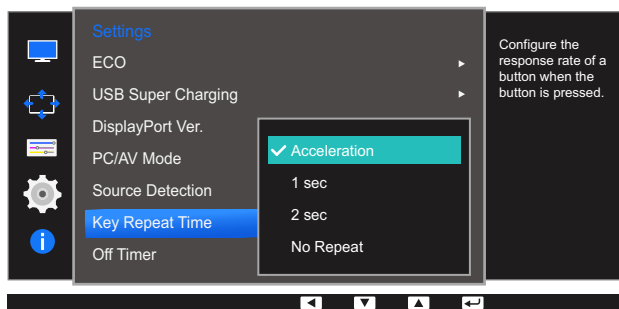 Settings
ECO
USB Super Charging
DisplayPort Ver.
PC/AV Mode
Source Detection
Key Repeat Time
Off Timer
Acceleration
1 sec
2 sec
No Repeat
Configure the
response rate of a
button when the
button is pressed.